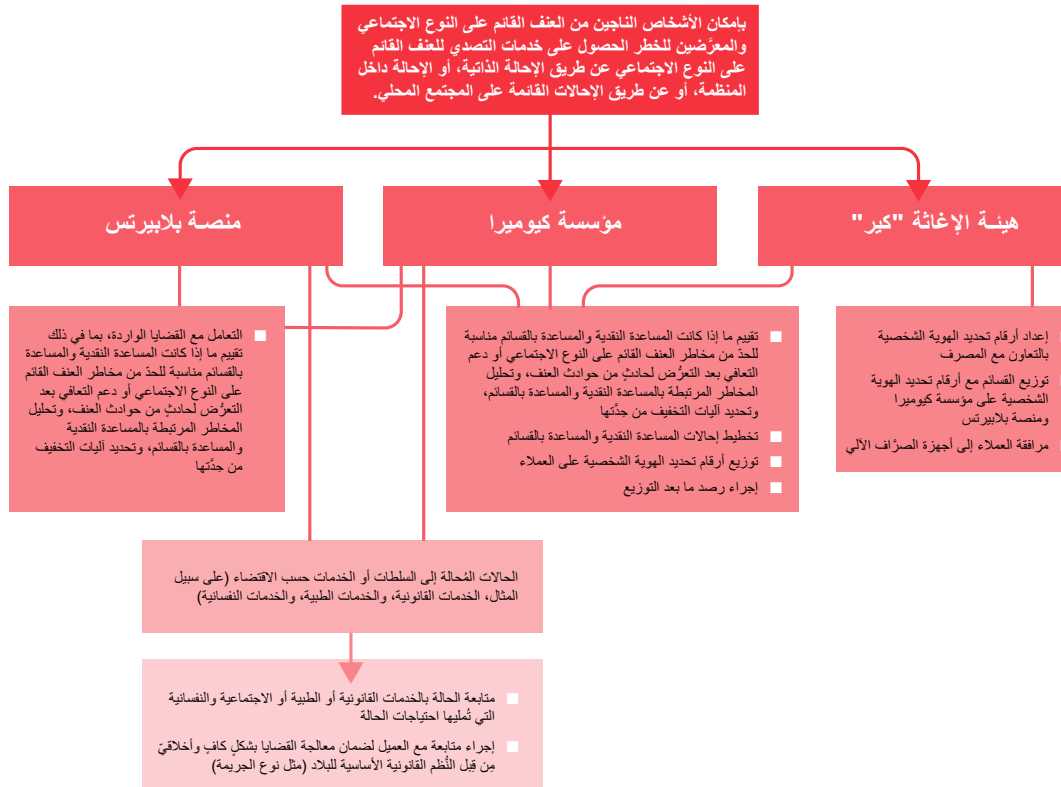 بإمكان الأشخاص الناجين من العنف القائم على النوع الاجتماعي
والمعرَّضين للخطر الحصول على خدمات التصدي للعنف القائم
على النوع الاجتماعي عن طريق الإحالة الذاتية، أو الإحالة داخل
المنظمة، أو عن طريق الإحالات القائمة على المجتمع المحلي.
هيئـة الإغاثة "كير"
مؤسسة كيوميرا
منصـة بلابيرتس
إعداد أرقام تحديد الهوية الشخصية
بالتعاون مع المصرف
توزيع القسائم مع أرقام تحديد الهوية
الشخصية على مؤسسة كيوميرا
ومنصة بلابيرتس
مرافقة العملاء إلى أجهزة الصرَّاف الآلي
تقييم ما إذا كانت المساعدة النقدية والمساعدة بالقسائم مناسبة
للحدّ من مخاطر العنف القائم على النوع الاجتماعي أو دعم
التعافي بعد التعرُّض لحادثٍ من حوادث العنف، وتحليل
المخاطر المرتبطة بالمساعدة النقدية والمساعدة بالقسائم،
وتحديد آليات التخفيف من حِدَّتها
تخطيط إحالات المساعدة النقدية والمساعدة بالقسائم
توزيع أرقام تحديد الهوية الشخصية على العملاء
إجراء رصد ما بعد التوزيع
التعامل مع القضايا الواردة، بما في ذلك
تقييم ما إذا كانت المساعدة النقدية والمساعدة
بالقسائم مناسبة للحدّ من مخاطر العنف القائم
على النوع الاجتماعي أو دعم التعافي بعد
التعرُّض لحادثٍ من حوادث العنف، وتحليل
المخاطر المرتبطة بالمساعدة النقدية
والمساعدة بالقسائم، وتحديد آليات التخفيف
من حِدَّتها
الحالات المُحالة إلى السلطات أو الخدمات حسب الاقتضاء (على سبيل
المثال، الخدمات القانونية، والخدمات الطبية، والخدمات النفسانية)
متابعة الحالة بالخدمات القانونية أو الطبية أو الاجتماعية والنفسانية
التي تُمليها احتياجات الحالة
إجراء متابعة مع العميل لضمان معالجة القضايا بشكلٍ كافٍ وأخلاقيّ
مِن قِبل النُّظم القانونية الأساسية للبلاد (مثل نوع الجريمة)